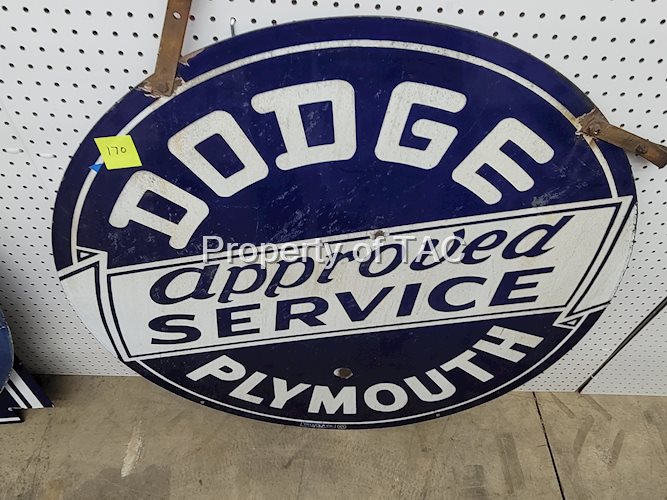 170
DODGE
approved
SERVICE
PLYMOUTH
Property of TAC